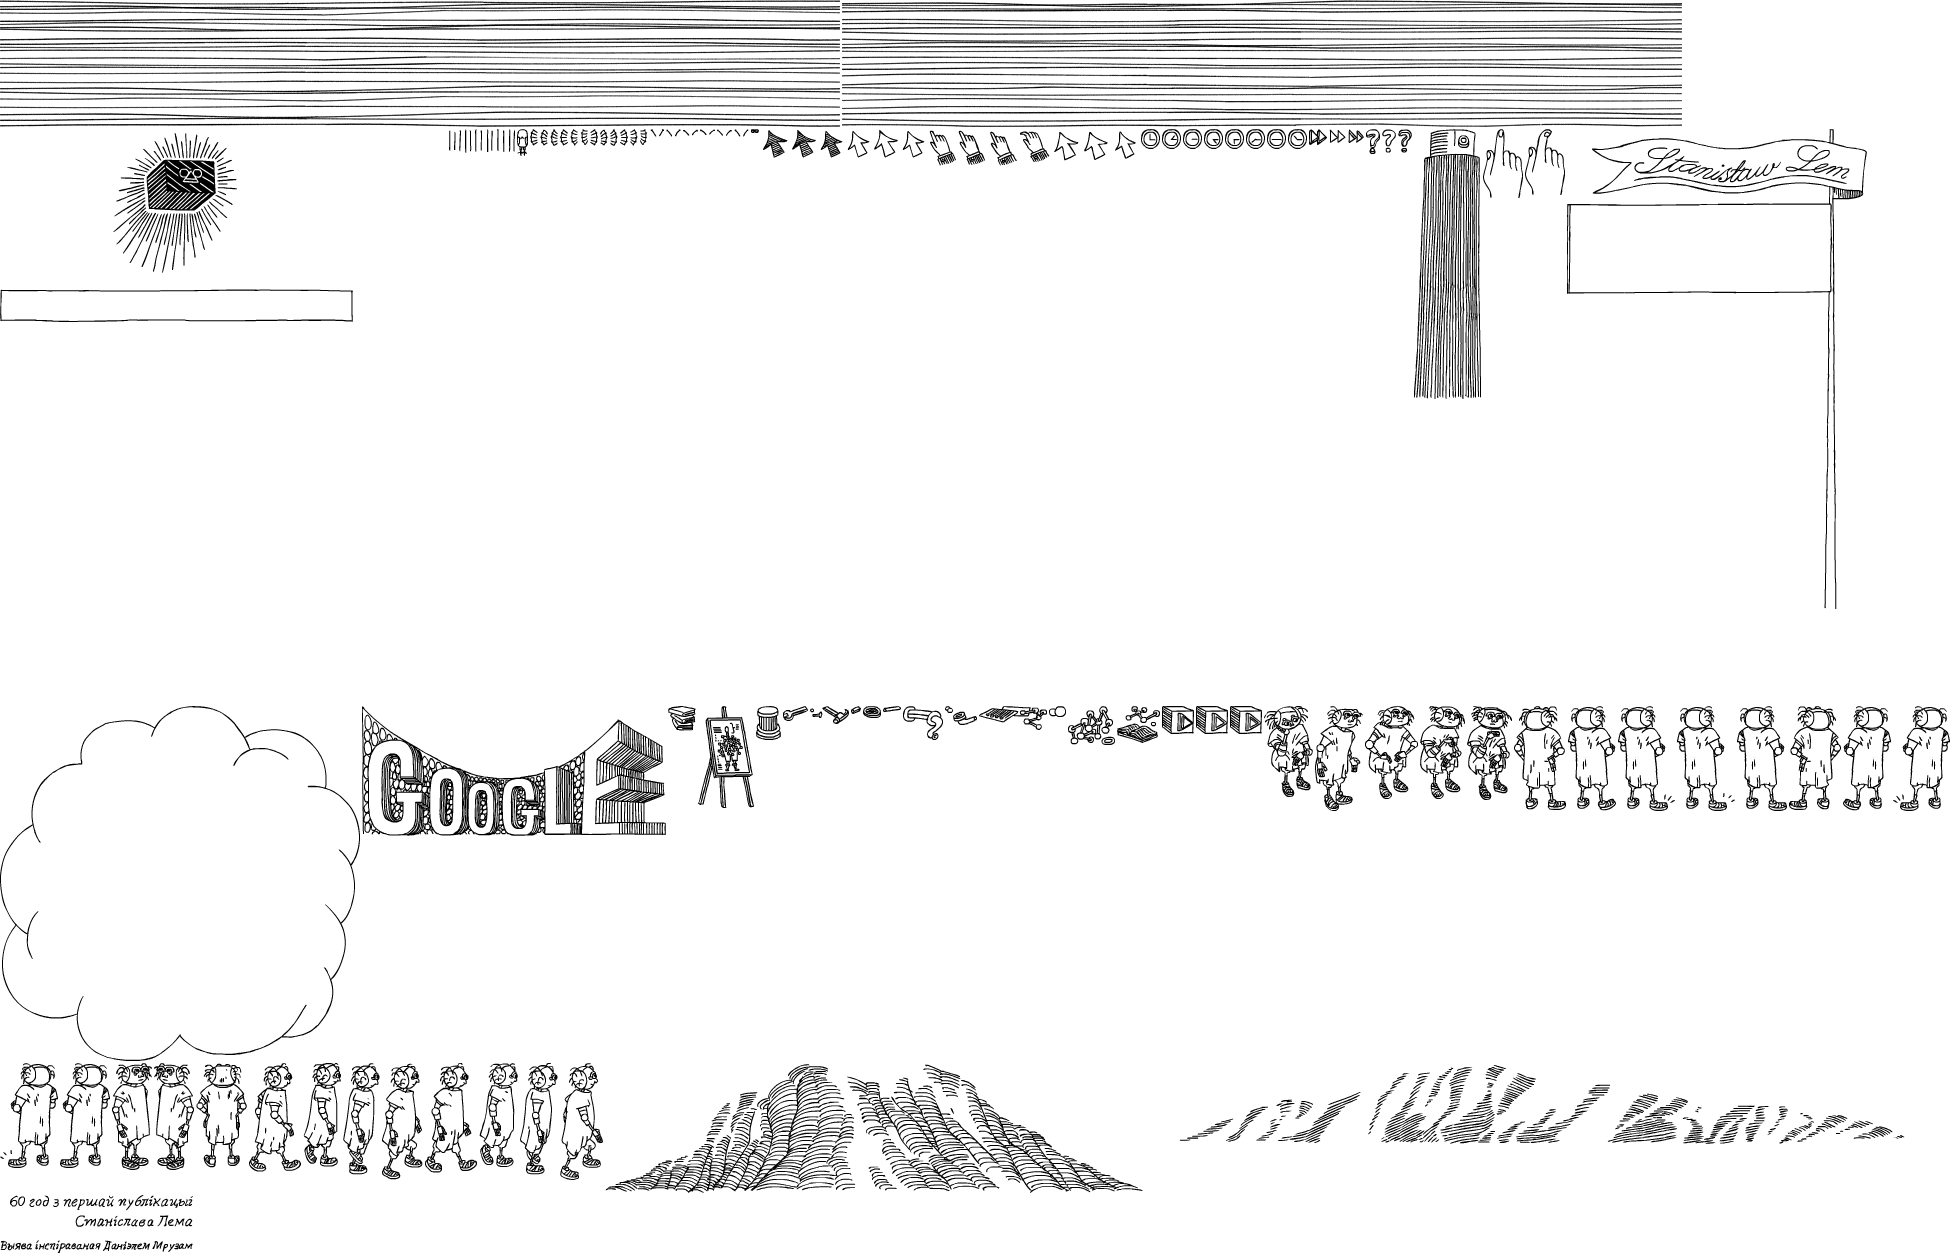 Stanisław Lem
GOOGLE
60 год з першай публікацыі
Станіслава Лема
Выява інспіраваная Даніэлем Мрузам